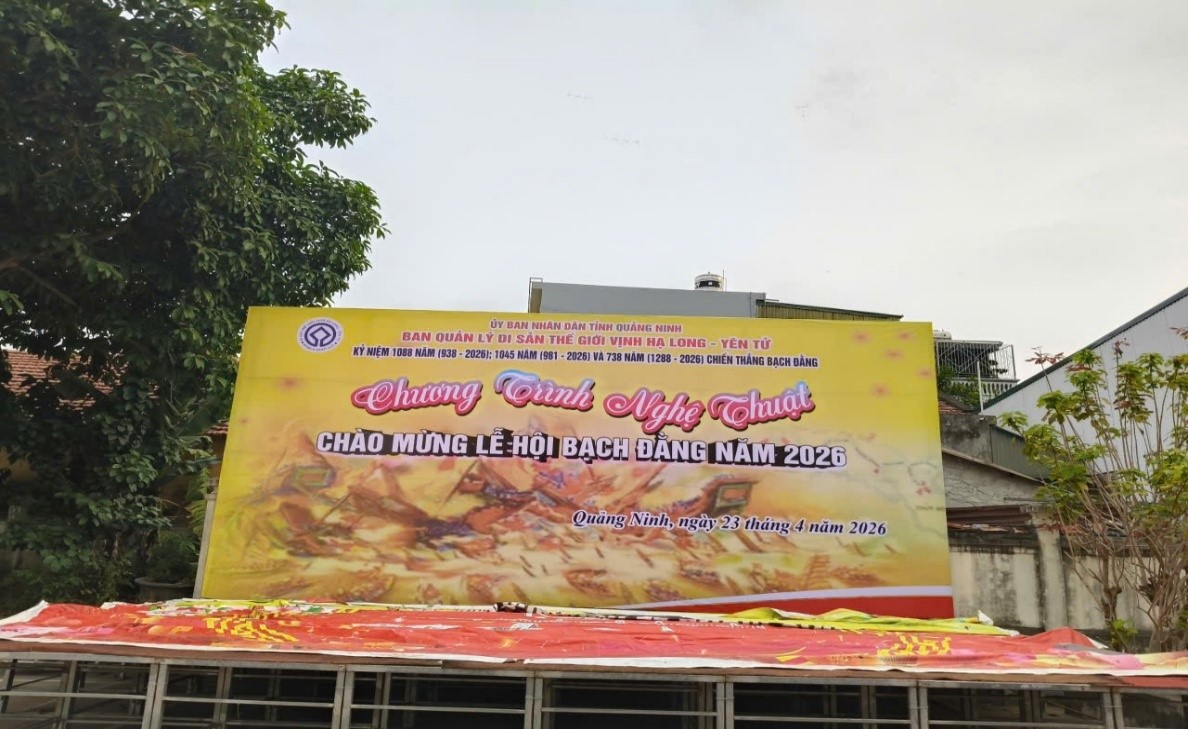 ỦY BAN NHÂN DÂN TỈNH QUẢNG NINH
BAN QUẢN LÝ DI SẢN THẾ GIỚI VỊNH HẠ LONG - YÊN TỬ
KỶ NIỆM 1088 NĂM (938 - 2026); 1045 NĂM (981 - 2026) VÀ 738 NĂM (1288 - 2026) CHIẾN THẮNG BẠCH ĐẰNG
Chương Trình Nghệ Thuật
CHÀO MỪNG LỄ HỘI BẠCH ĐẰNG NĂM 2026
Quảng Ninh, ngày 23 tháng 4 năm 2026